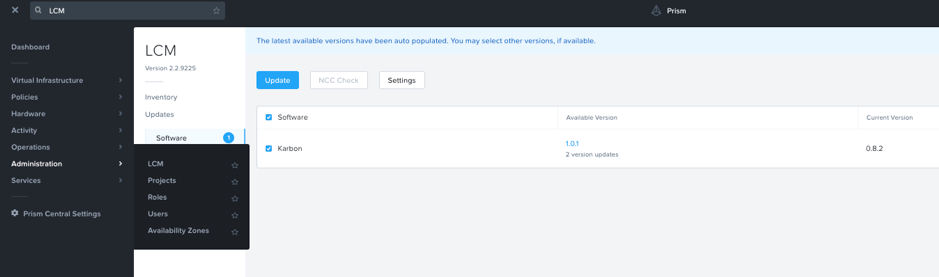 LCM
Prism
Dashboard
Virtual Infrastructure
Policies
Hardware
Activity
Operations
Administration
Services
Prism Central Settings
LCM
Version 2.2.9225
Inventory
Updates
Software 1
LCM
Projects
Roles
Users
Availability Zones
The latest available versions have been auto populated. You may select other versions, if available.
Update NCC Check Settings
Software Available Version Current Version
Karbon 1.0.1 0.8.2
2 version updates